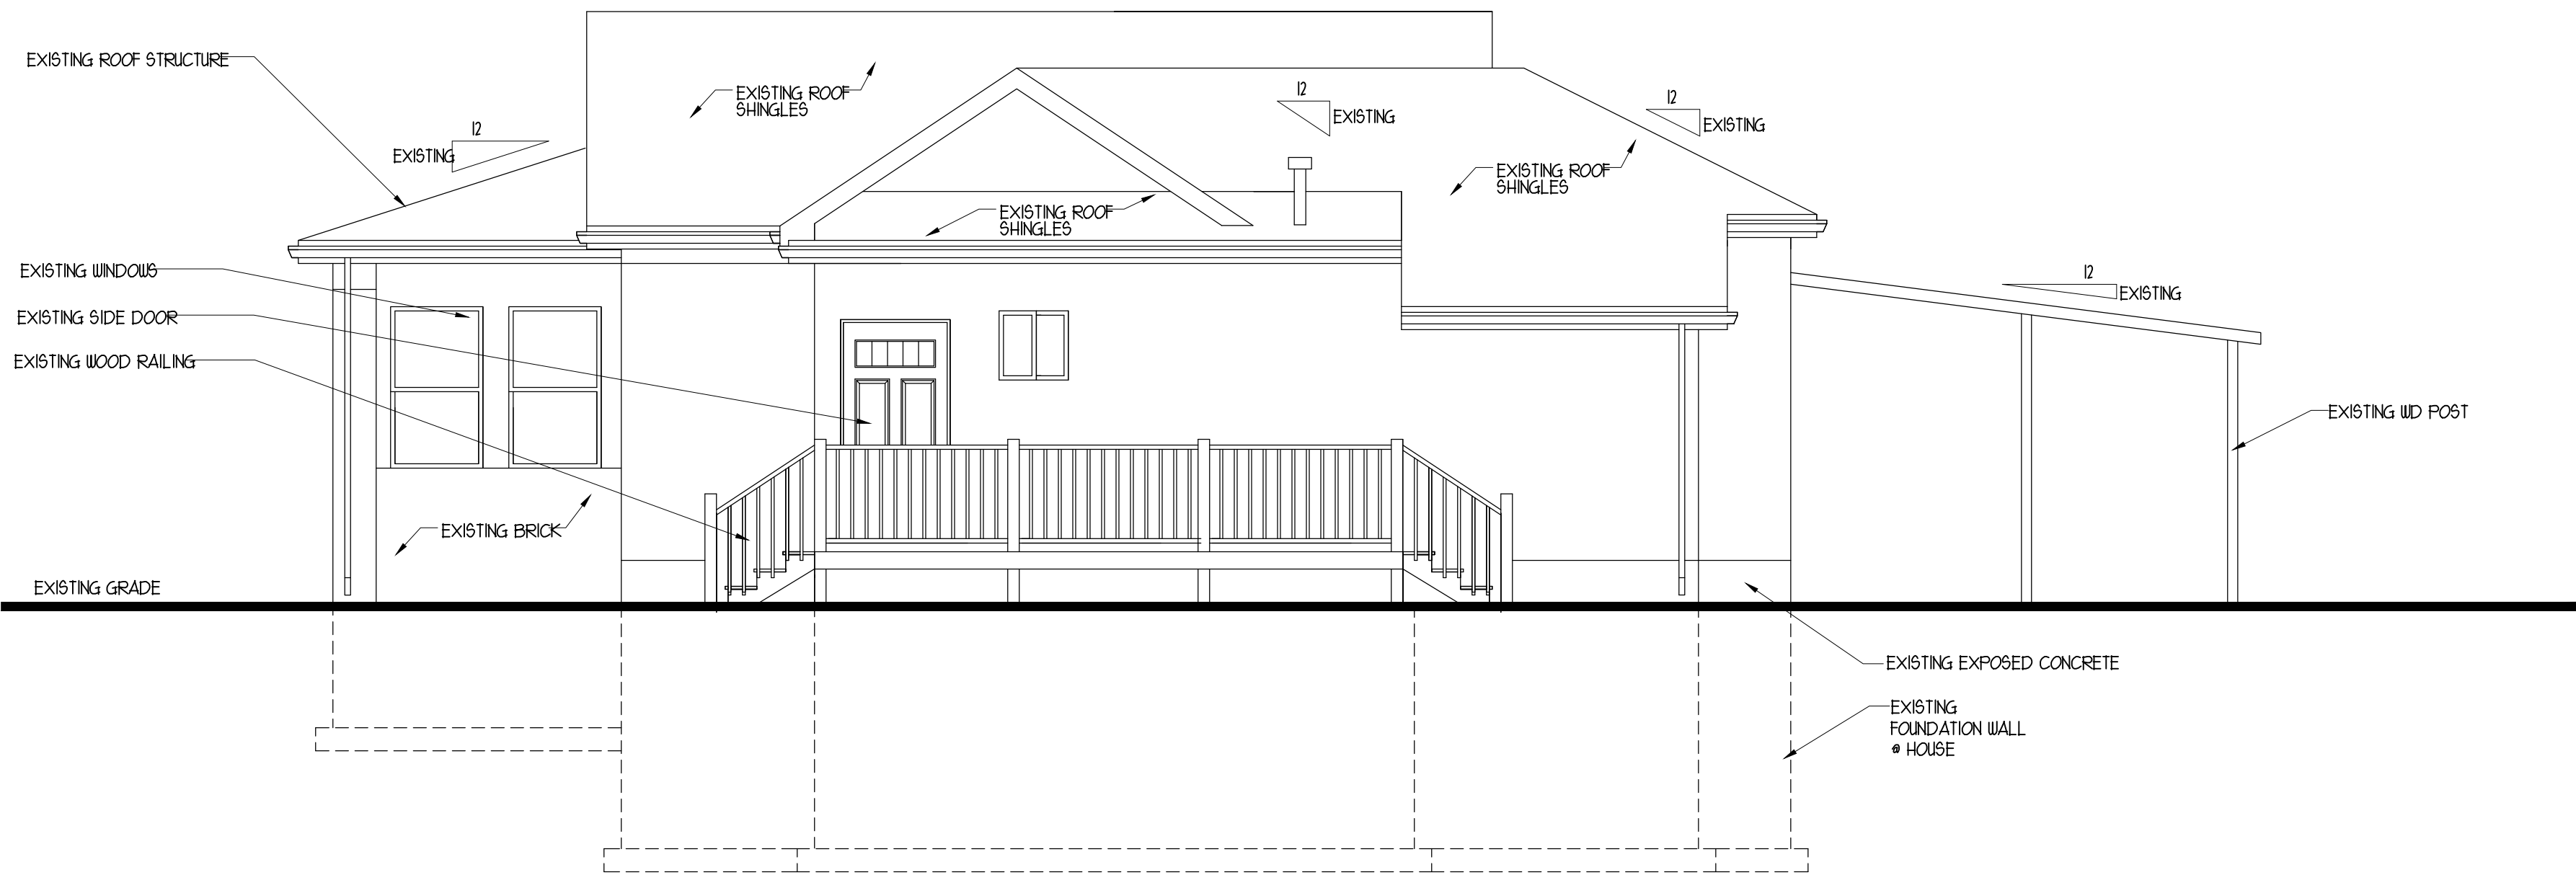 EXISTING ROOF STRUCTURE
EXISTING ROOF
SHINGLES
12
EXISTING
12
EXISTING
12
EXISTING
EXISTING ROOF
SHINGLES
EXISTING ROOF
SHINGLES
EXISTING WINDOWS
12
EXISTING
EXISTING SIDE DOOR
EXISTING WOOD RAILING
EXISTING WD POST
EXISTING BRICK
EXISTING GRADE
EXISTING EXPOSED CONCRETE
EXISTING
FOUNDATION WALL
@ HOUSE